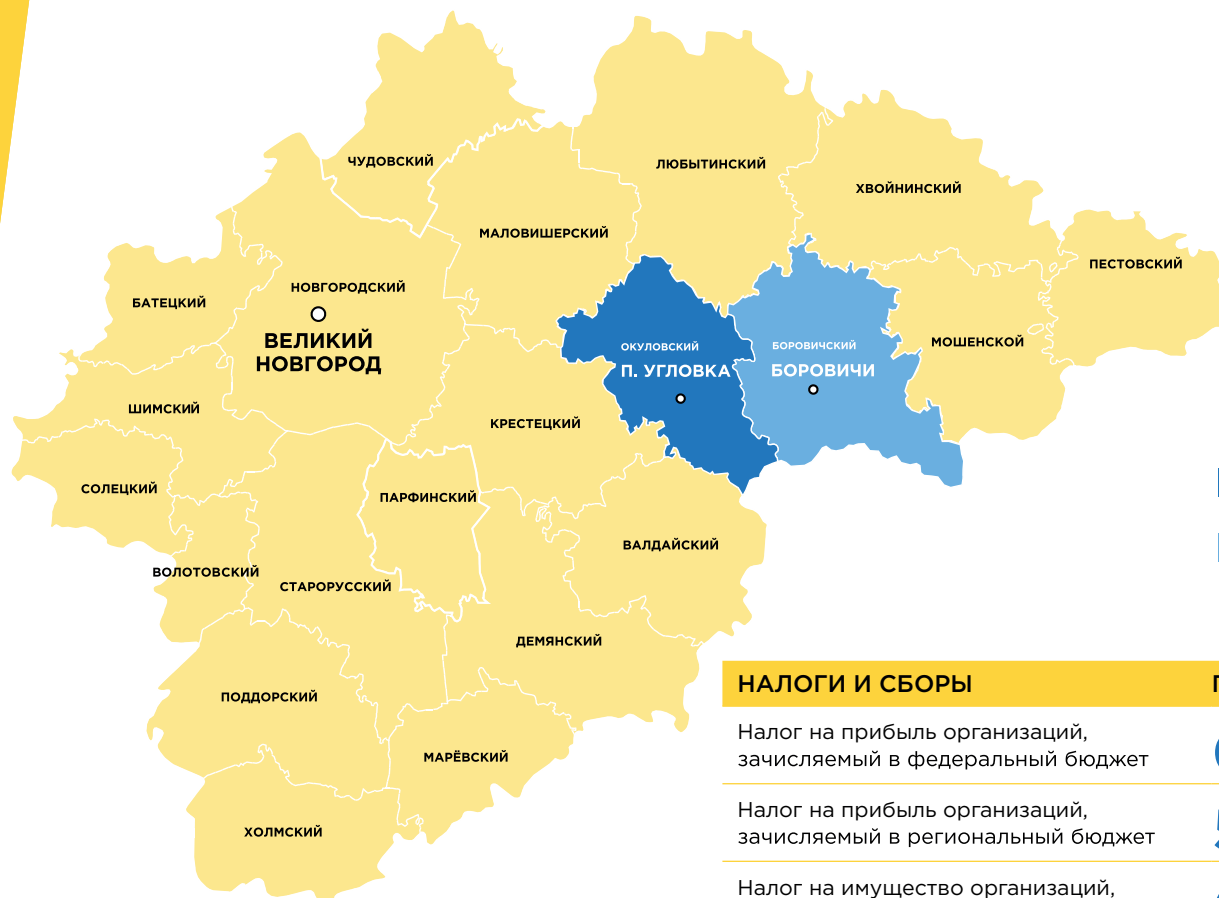 ЧУДОВСКИЙ
ЛЮБЫТИНСКИЙ
ХВОЙНИНСКИЙ
МАЛОВИШЕРСКИЙ
ПЕСТОВСКИЙ
НОВГОРОДСКИЙ
БАТЕЦКИЙ
ВЕЛИКИЙ
НОВГОРОД
ОКУЛОВСКИЙ
П. УГЛОВКА
БОРОВИЧСКИЙ
БОРОВИЧИ
МОШЕНСКОЙ
ШИМСКИЙ
КРЕСТЕЦКИЙ
СОЛЕЦКИЙ
ПАРФИНСКИЙ
ВАЛДАЙСКИЙ
ВОЛОТОВСКИЙ
СТАРОРУССКИЙ
ДЕМЯНСКИЙ
ПОДДОРСКИЙ
МАРЁВСКИЙ
ХОЛМСКИЙ
НАЛОГИ И СБОРЫ
Налог на прибыль организаций,
зачисляемый в федеральный бюджет
Налог на прибыль организаций,
зачисляемый в региональный бюджет
Налог на имущество организаций,